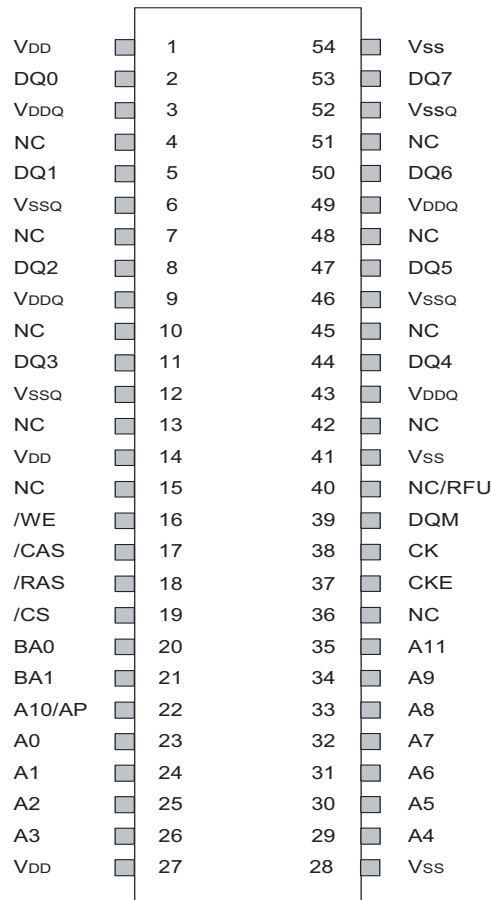 VDD 1 54 Vss
DQ0 2 53 DQ7
VDDQ 3 52 VssQ
NC 4 51 NC
DQ1 5 50 DQ6
VSSQ 6 49 VDDQ
NC 7 48 NC
DQ2 8 47 DQ5
VDDQ 9 46 VSSQ
NC 10 45 NC
DQ3 11 44 DQ4
VSSQ 12 43 VDDQ
NC 13 42 NC
VDD 14 41 VSS
NC 15 40 NC/RFU
/WE 16 39 DQM
/CAS 17 38 CK
/RAS 18 37 CKE
/CS 19 36 NC
BA0 20 35 A11
BA1 21 34 A9
A10/AP 22 33 A8
A0 23 32 A7
A1 24 31 A6
A2 25 30 A5
A3 26 29 A4
VDD 27 28 VSS